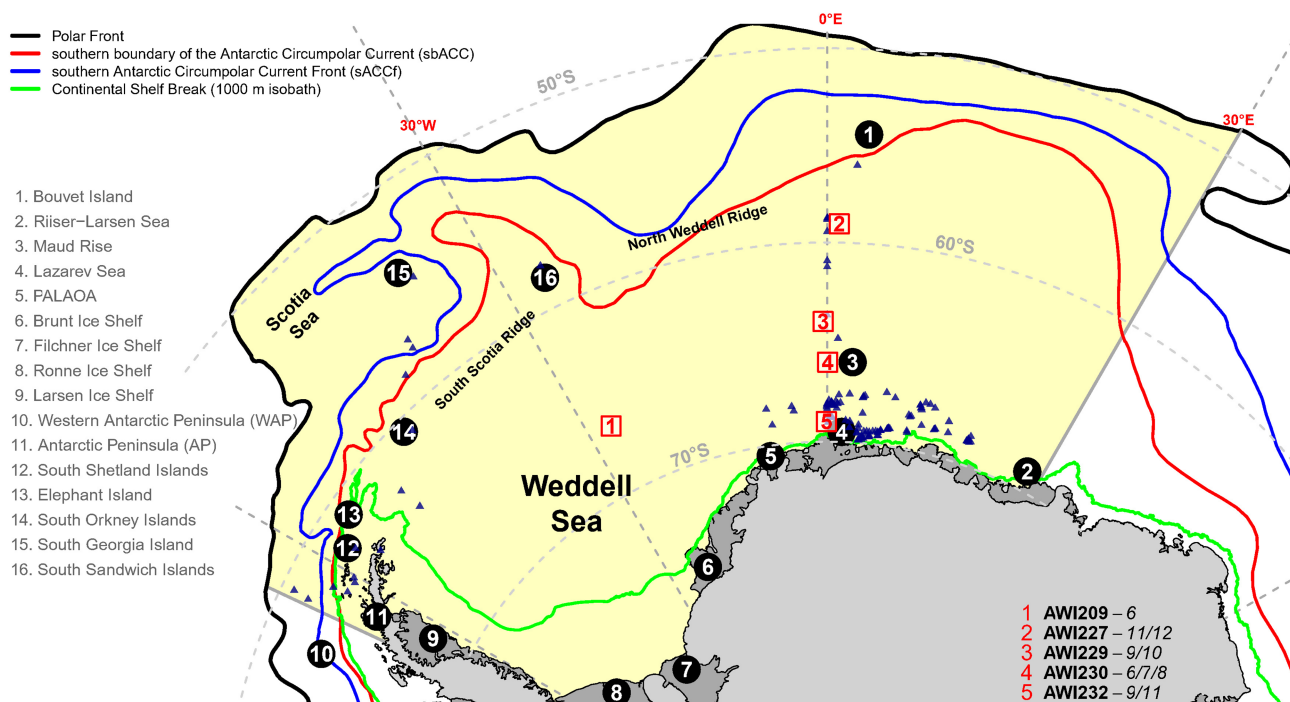 Polar Front
southern boundary of the Antarctic Circumpolar Current (sbACC)
southern Antarctic Circumpolar Current Front (sACCf)
Continental Shelf Break (1000 m isobath)
0°E
50°S
30°W
30°E
1
1. Bouvet Island
2. Riiser−Larsen Sea
3. Maud Rise
4. Lazarev Sea
5. PALAOA
6. Brunt Ice Shelf
7. Filchner Ice Shelf
8. Ronne Ice Shelf
9. Larsen Ice Shelf
10. Western Antarctic Peninsula (WAP)
11. Antarctic Peninsula (AP)
12. South Shetland Islands
13. Elephant Island
14. South Orkney Islands
15. South Georgia Island
16. South Sandwich Islands
North Weddell Ridge
2
60°S
15
16
Scotia
Sea
3
South Scotia Ridge
4
3
1
5
14
4
70°S
5
2
Weddell
Sea
13
12
6
11
9
10
7
8
1 AWI209 – 6
2 AWI227 – 11/12
3 AWI229 – 9/10
4 AWI230 – 6/7/8
5 AWI232 – 9/11